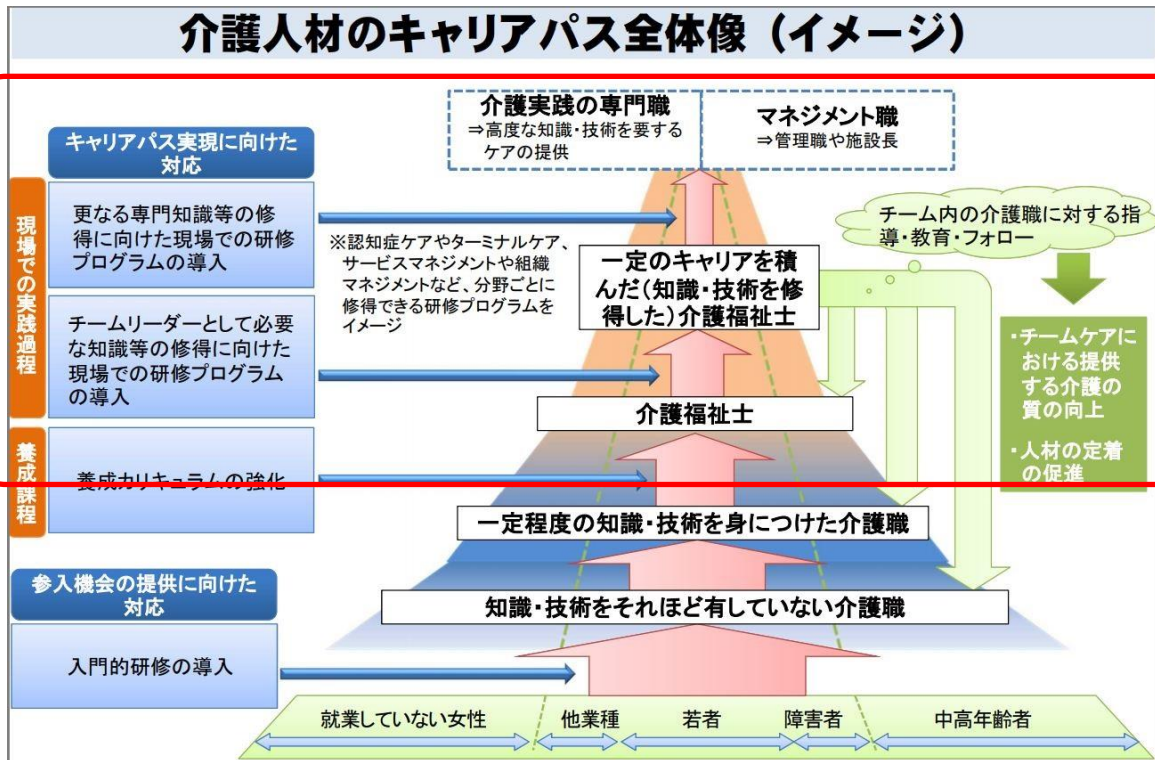 介護人材のキャリアパス全体像（イメージ）
介護実践の専門職
⇒高度な知識・技術を要する
ケアの提供
マネジメント職
⇒管理職や施設長
キャリアパス実現に向けた
対応
現場での実践過程
更なる専門知識等の修
得に向けた現場での研修
プログラムの導入
※認知症ケアやターミナルケア、
サービスマネジメントや組織
マネジメントなど、分野ごとに
修得できる研修プログラムを
イメージ
チームリーダーとして必要
な知識等の修得に向けた
現場での研修プログラム
の導入
養成課程
養成カリキュラムの強化
一定のキャリアを積
んだ（知識・技術を修
得した）介護福祉士
介護福祉士
一定程度の知識・技術を身につけた介護職
知識・技術をそれほど有していない介護職
チーム内の介護職に対する指
導・教育・フォロー
・チームケアに
おける提供
する介護の
質の向上
・人材の定着
の促進
参入機会の提供に向けた
対応
入門的研修の導入
就業していない女性
他業種
若者
障害者
中高年齢者